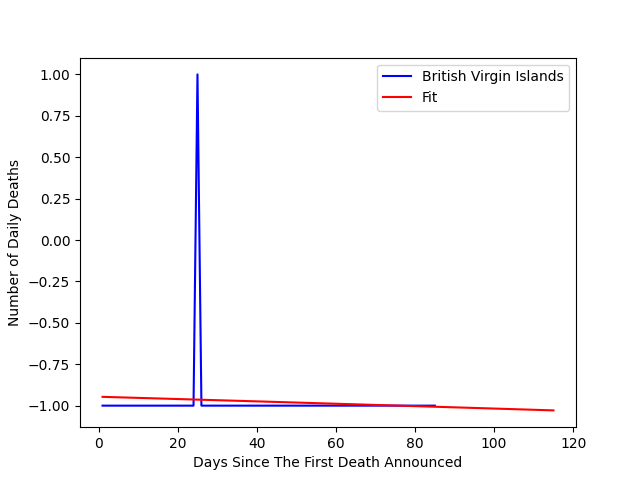 British Virgin Islands
Fit
1.00
0.75
0.50
0.25
0.00
−0.25
−0.50
−0.75
−1.00
Number of Daily Deaths
0 20 40 60 80 100 120
Days Since The First Death Announced